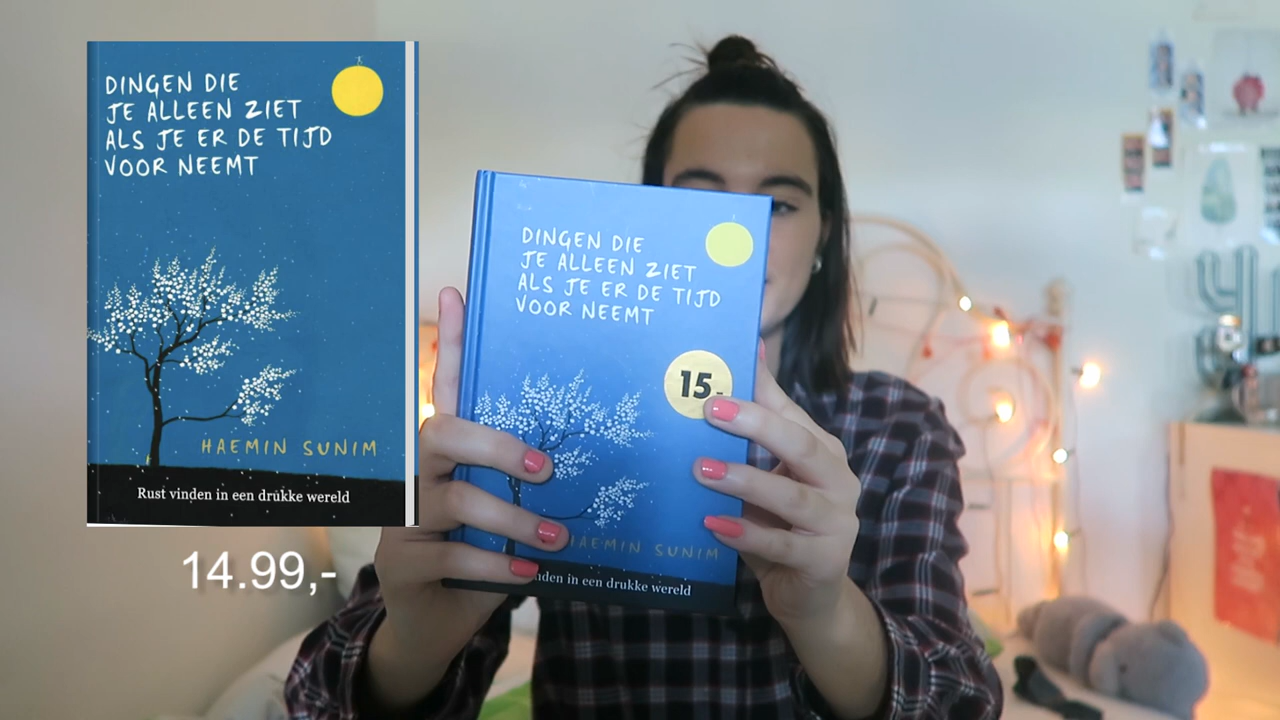 DINGEN DIE
JE ALLEEN ZIET
ALS JE ER DE TIJD
VOOR NEEMT
HAEMIN SUNIM
Rust vinden in een drukke wereld
14.99,-
DINGEN DIE
JE ALLEEN ZIET
ALS JE ER DE TIJD
VOOR NEEMT
15.-
HAEMIN SUNIM
in een drukke wereld